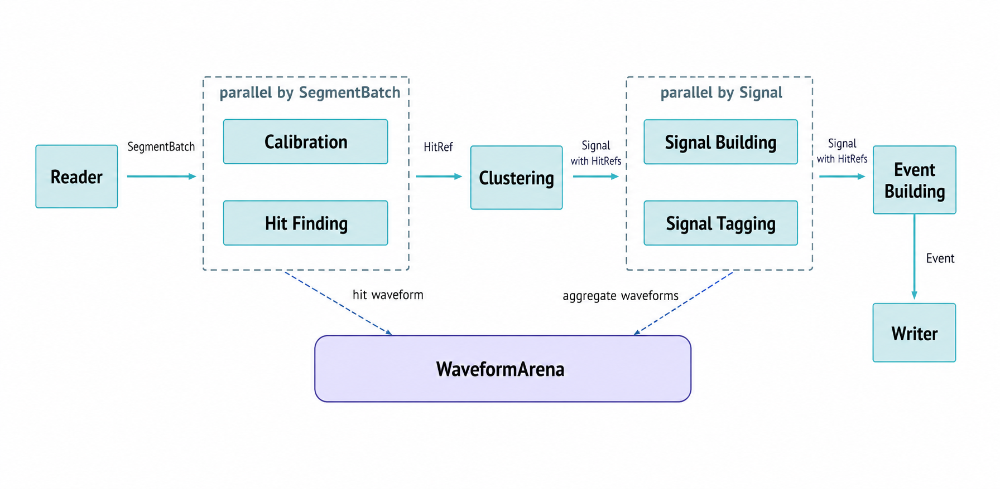 parallel by SegmentBatch
parallel by Signal
Reader
SegmentBatch
Calibration
Hit Finding
HitRef
Clustering
Signal
with HitRefs
Signal Building
Signal Tagging
Signal
with HitRefs
Event
Building
Event
Writer
hit waveform
aggregate waveforms
WaveformArena